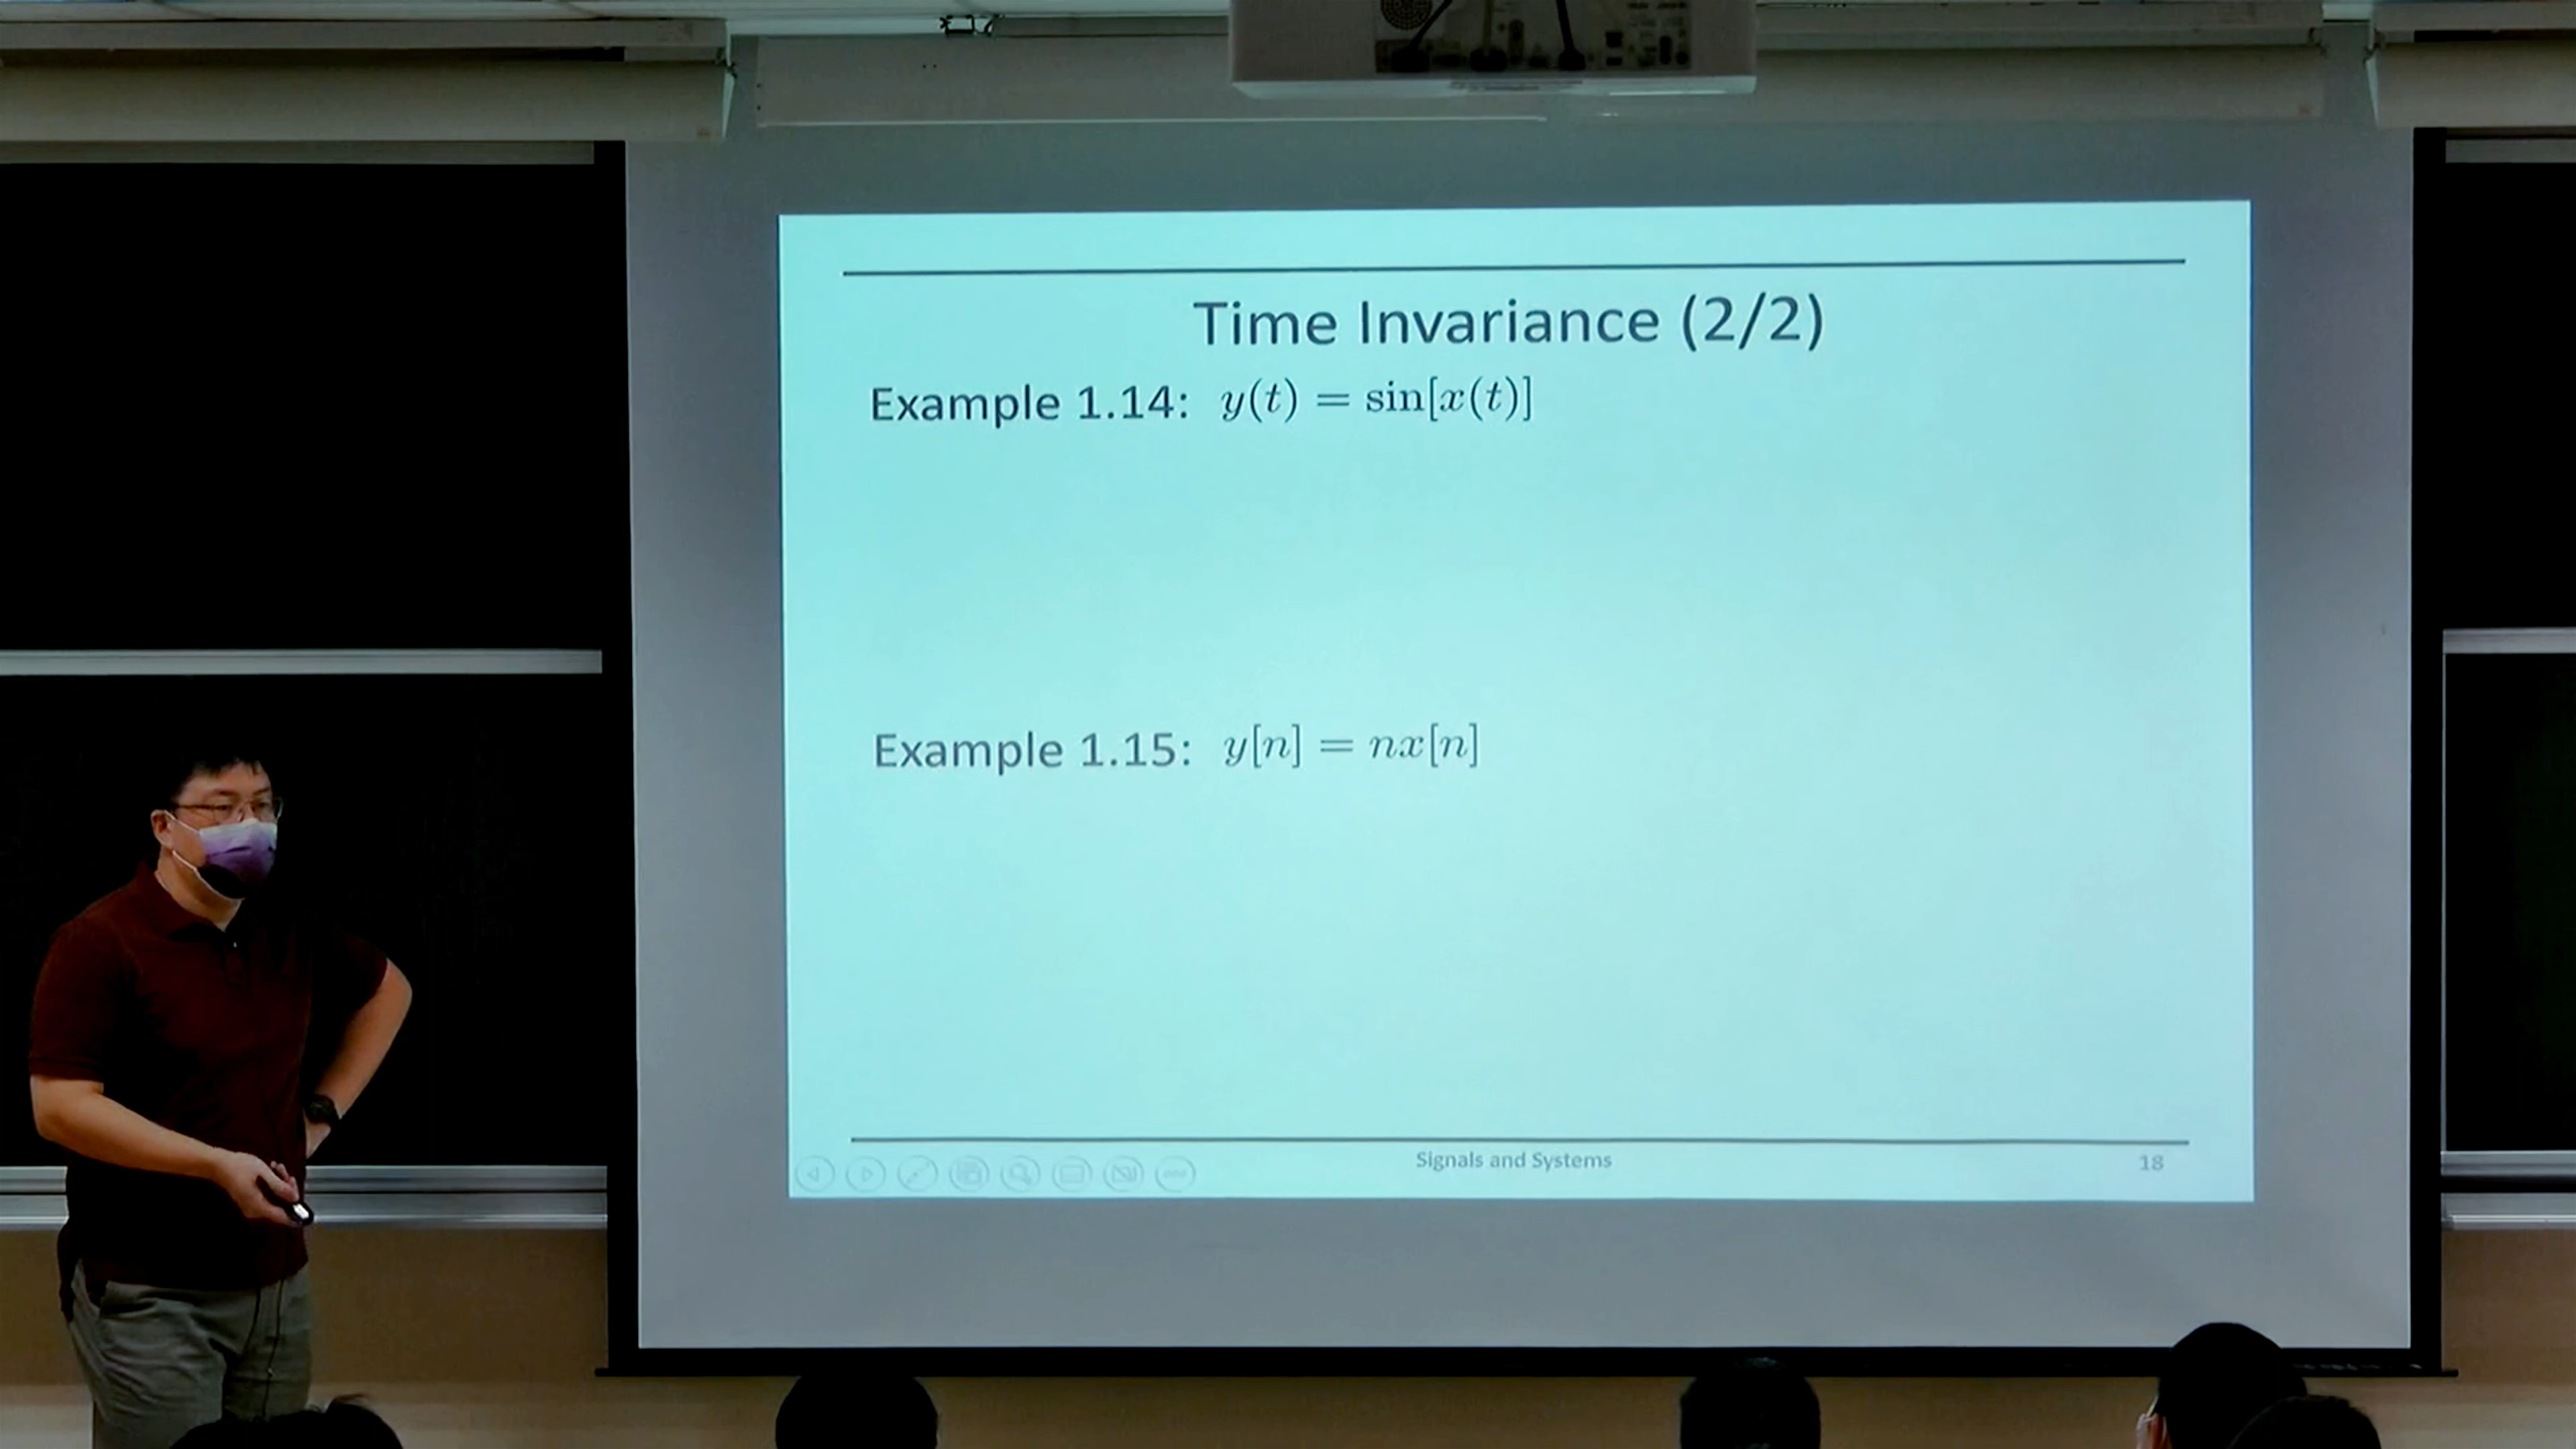 Time Invariance (2/2)
Example 1.14: y(t) = sin[x(t)]
Example 1.15: y[n] = nx[n]
Signals and Systems
18